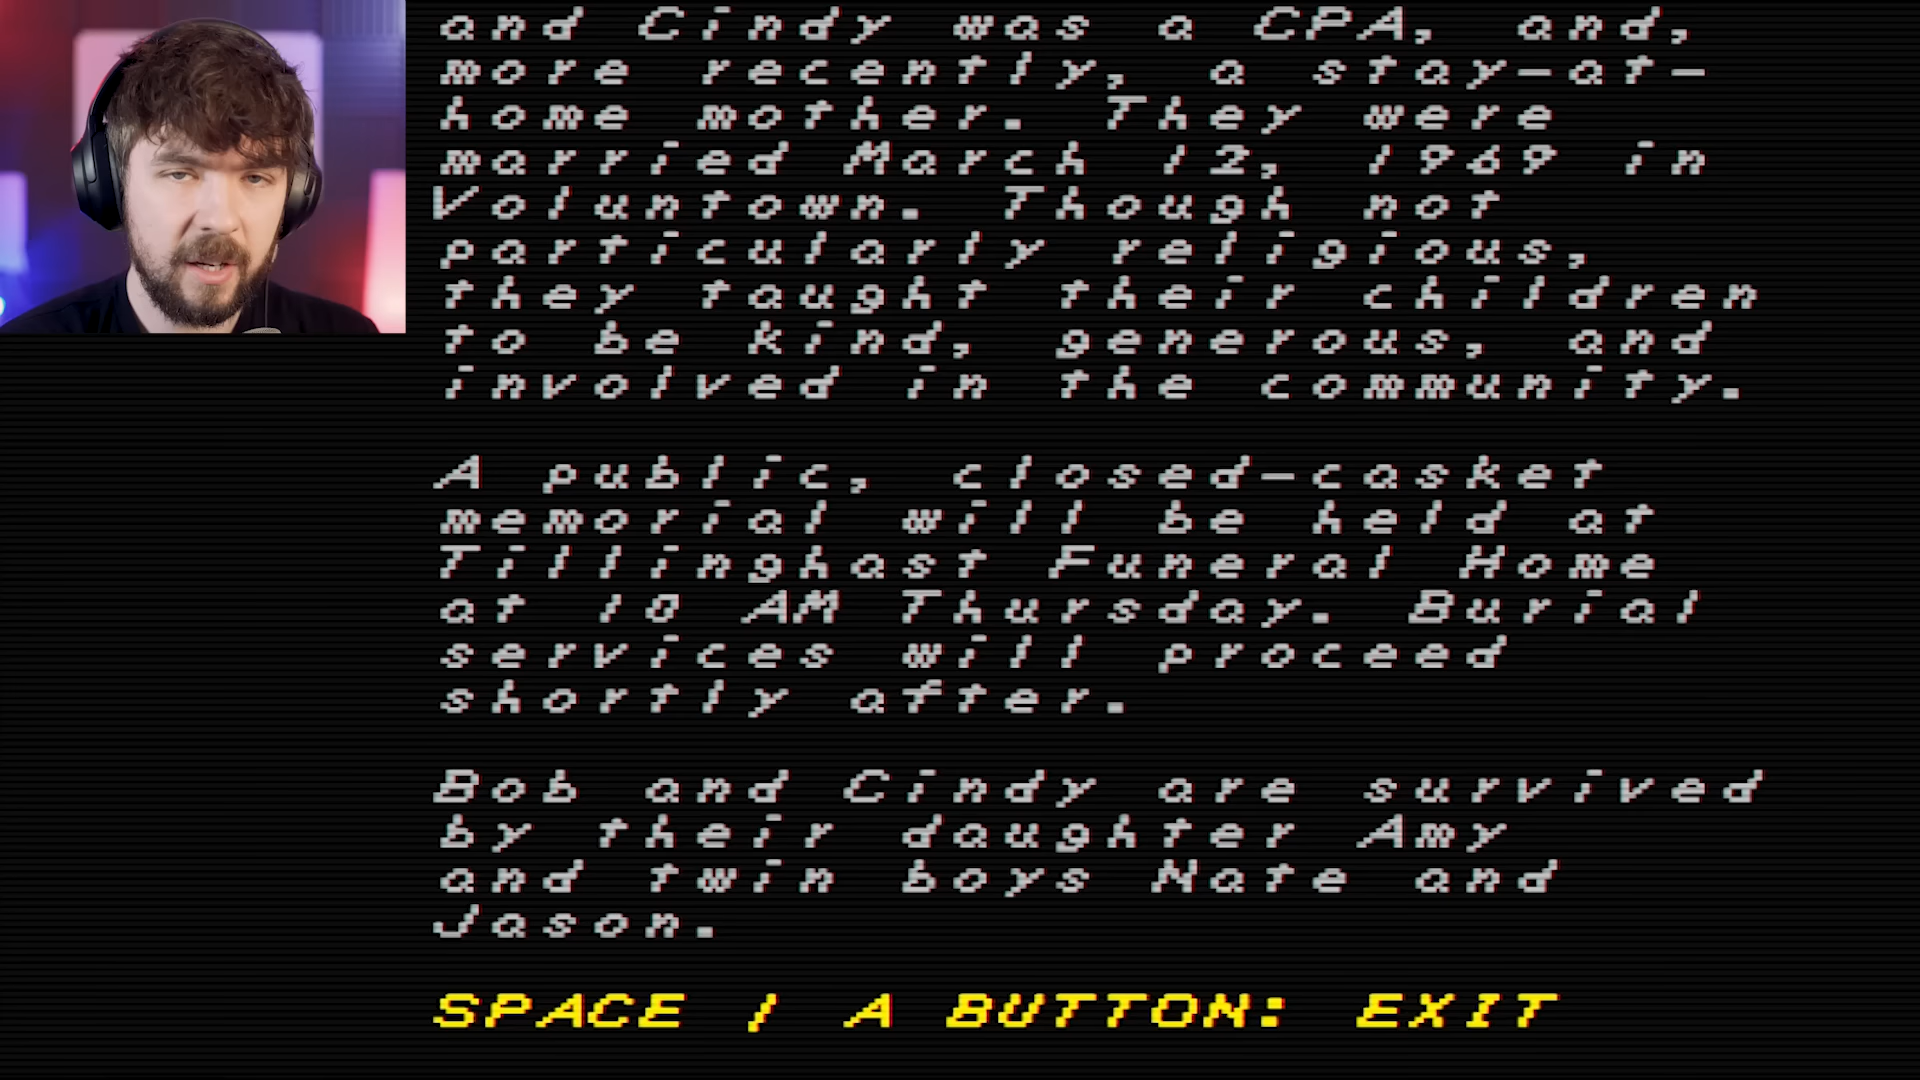 and Cindy was a CPA, and,
more recently, a stay-at-
home mother. They were
married March 12, 1969 in
Voluntown. Though not
particularly religious,
they taught their children
to be kind, generous, and
involved in the community.
A public, closed-casket
memorial will be held at
Tillinghast Funeral Home
at 10 AM Thursday. Burial
services will proceed
shortly after.
Bob and Cindy are survived
by their daughter Amy
and twin boys Nate and
Jason.
SPACE / A BUTTON: EXIT